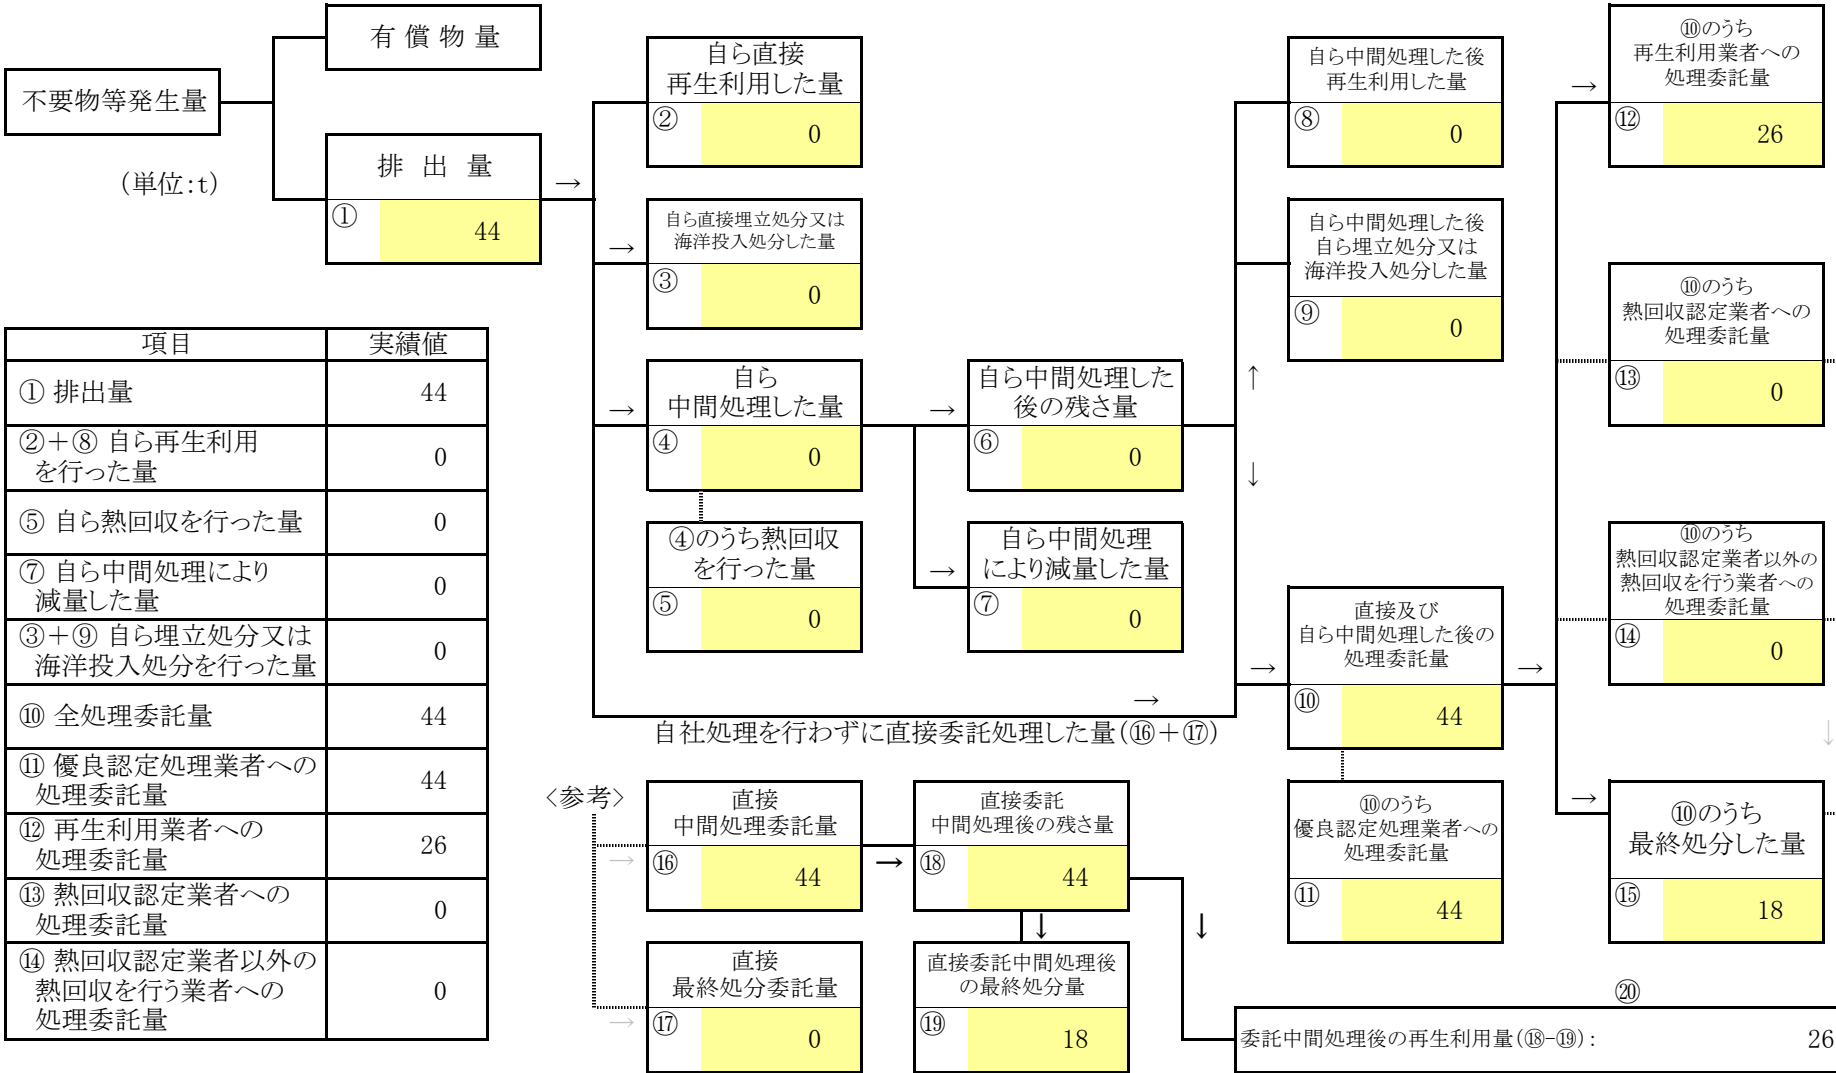 有 償 物 量
不要物等発生量
(単位:t)
排 出 量
→
①
44
自ら直接
再生利用した量
②
0
→
自ら直接埋立処分又は
海洋投入処分した量
③
0
→
自ら
中間処理した量
④
0
④のうち熱回収
を行った量
⑤
0
→
自ら中間処理した
後の残さ量
⑥
0
→
自ら中間処理
により減量した量
⑦
0
自ら中間処理した後
再生利用した量
⑧
0
自ら中間処理した後
自ら埋立処分又は
海洋投入処分した量
⑨
0
↑
↓
→
直接及び
自ら中間処理した後の
処理委託量
⑩
44
⑩のうち
優良認定処理業者への
処理委託量
⑪
44
→
→
⑩のうち
再生利用業者への
処理委託量
⑫
26
⑩のうち
熱回収認定業者への
処理委託量
⑬
0
⑩のうち
熱回収認定業者以外の
熱回収を行う業者への
処理委託量
⑭
0
↓
→
⑩のうち
最終処分した量
⑮
18
→
自社処理を行わずに直接委託処理した量(⑯+⑰)
項目 実績値
① 排出量 44
②+⑧ 自ら再生利用
を行った量 0
⑤ 自ら熱回収を行った量 0
⑦ 自ら中間処理により
減量した量 0
③+⑨ 自ら埋立処分又は
海洋投入処分を行った量 0
⑩ 全処理委託量 44
⑪ 優良認定処理業者への
処理委託量 44
⑫ 再生利用業者への
処理委託量 26
⑬ 熱回収認定業者への
処理委託量 0
⑭ 熱回収認定業者以外の
熱回収を行う業者への
処理委託量 0
<参考>
→
直接
中間処理委託量
⑯
44
→
直接
最終処分委託量
⑰
0
→
直接委託
中間処理後の残さ量
⑱
44
↓
直接委託中間処理後
の最終処分量
⑲
18
↓
⑳
委託中間処理後の再生利用量(⑱-⑲): 26